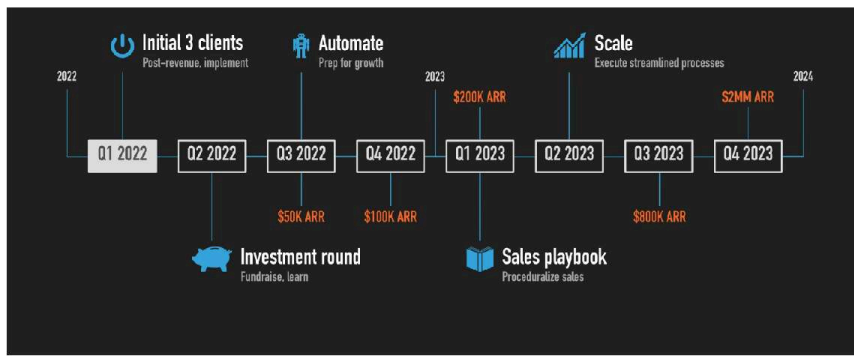 Initial 3 clients
Post-revenue, implement
Automate
Prep for growth
Scale
Execute streamlined processes
2022
2023
2024
$200K ARR
$2MM ARR
Q1 2022
Q2 2022
Q3 2022
Q4 2022
Q1 2023
Q2 2023
Q3 2023
Q4 2023
$50K ARR
$100K ARR
$800K ARR
Investment round
Fundraise, learn
Sales playbook
Proceduralize sales